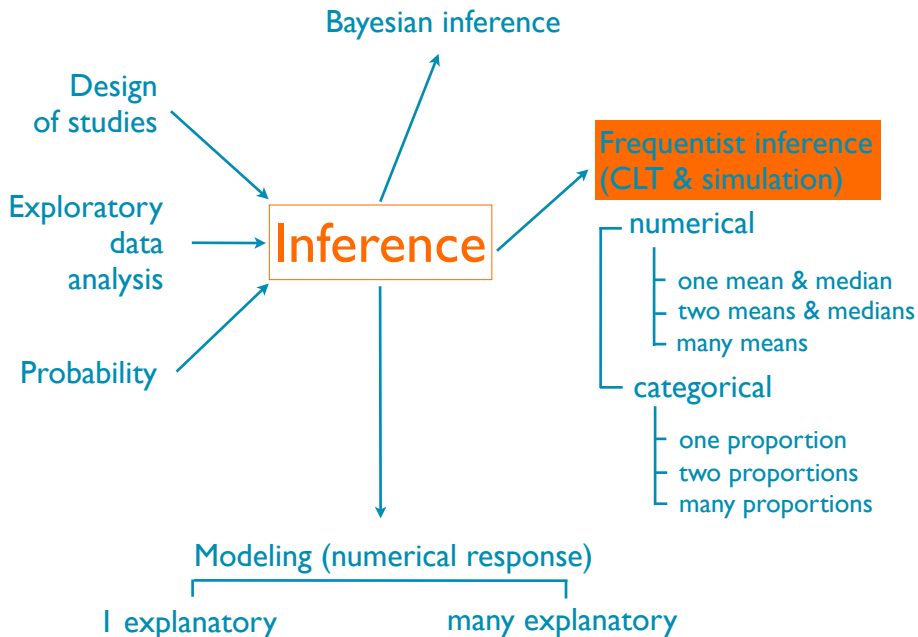 Bayesian inference
Design
of studies
Frequentist inference
(CLT & simulation)
Exploratory
data
analysis
Inference
numerical
one mean & median
two means & medians
many means
Probability
categorical
one proportion
two proportions
many proportions
Modeling (numerical response)
1 explanatory
many explanatory